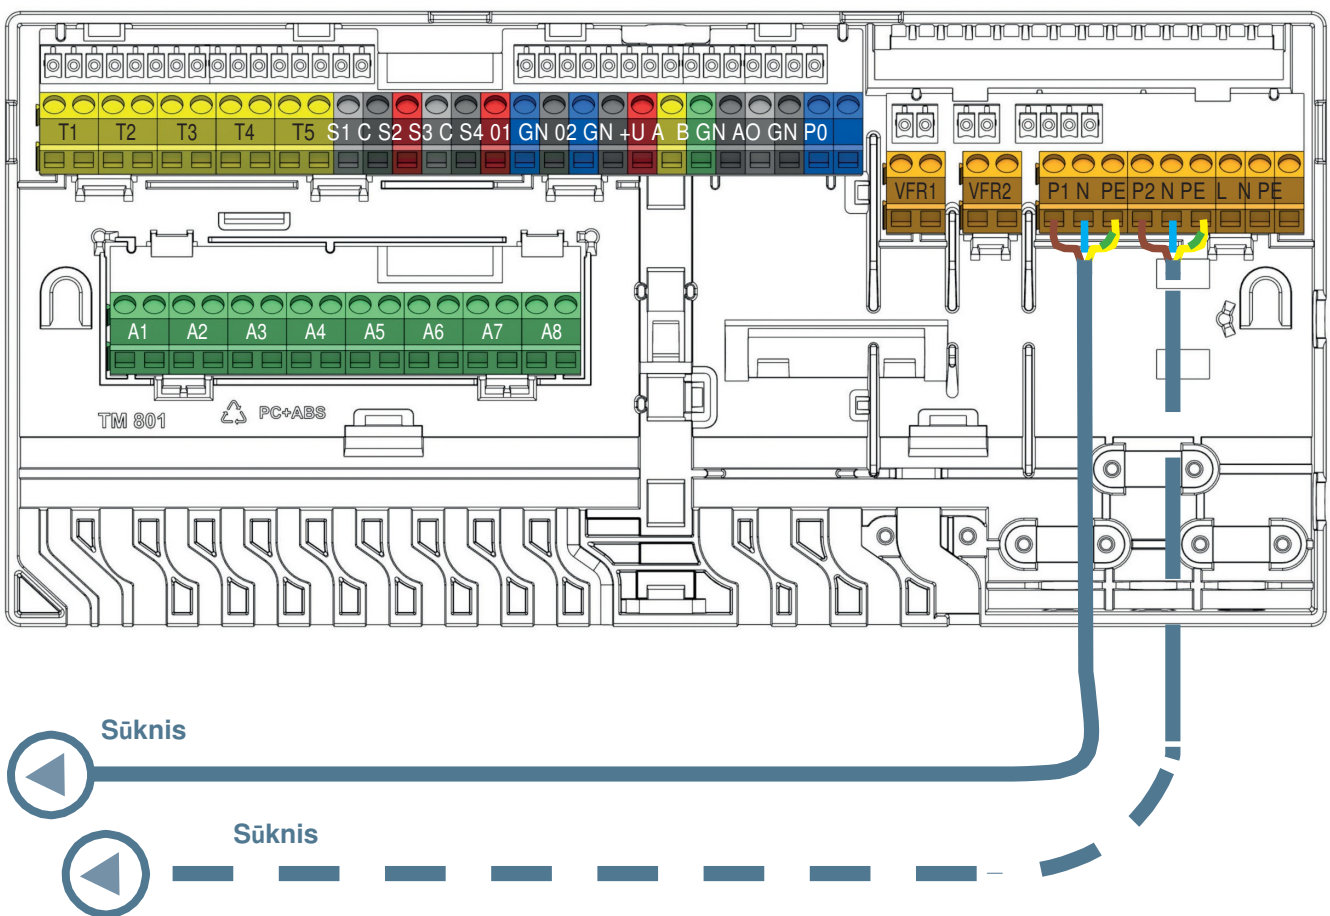 T1 T2 T3 T4 T5 S1 C S2 S3 C S4 01 GN 02 GN +U A B GN AO GN P0
VFR1 VFR2 P1 N PE P2 N PE L N PE
A1 A2 A3 A4 A5 A6 A7 A8
TM 801 PC+ABS
Sūknis
Sūknis